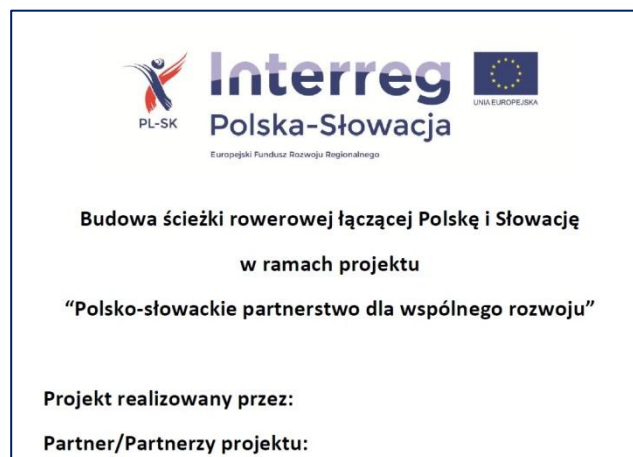 Interreg
PL-SK
UNIA EUROPEJSKA
Polska-Słowacja
Europejski Fundusz Rozwoju Regionalnego
Budowa ścieżki rowerowej łączącej Polskę i Słowację
w ramach projektu
“Polsko-słowackie partnerstwo dla wspólnego rozwoju”
Projekt realizowany przez:
Partner/Partnerzy projektu: